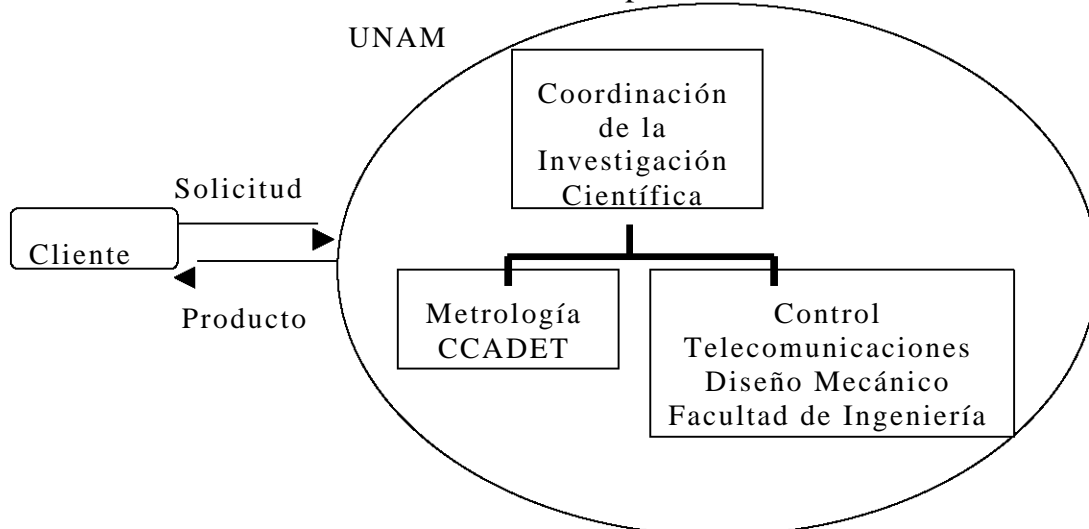 UNAM
Coordinación
de la
Investigación
Científica
Solicitud
Cliente
Producto
Metrología
CCADET
Control
Telecomunicaciones
Diseño Mecánico
Facultad de Ingeniería